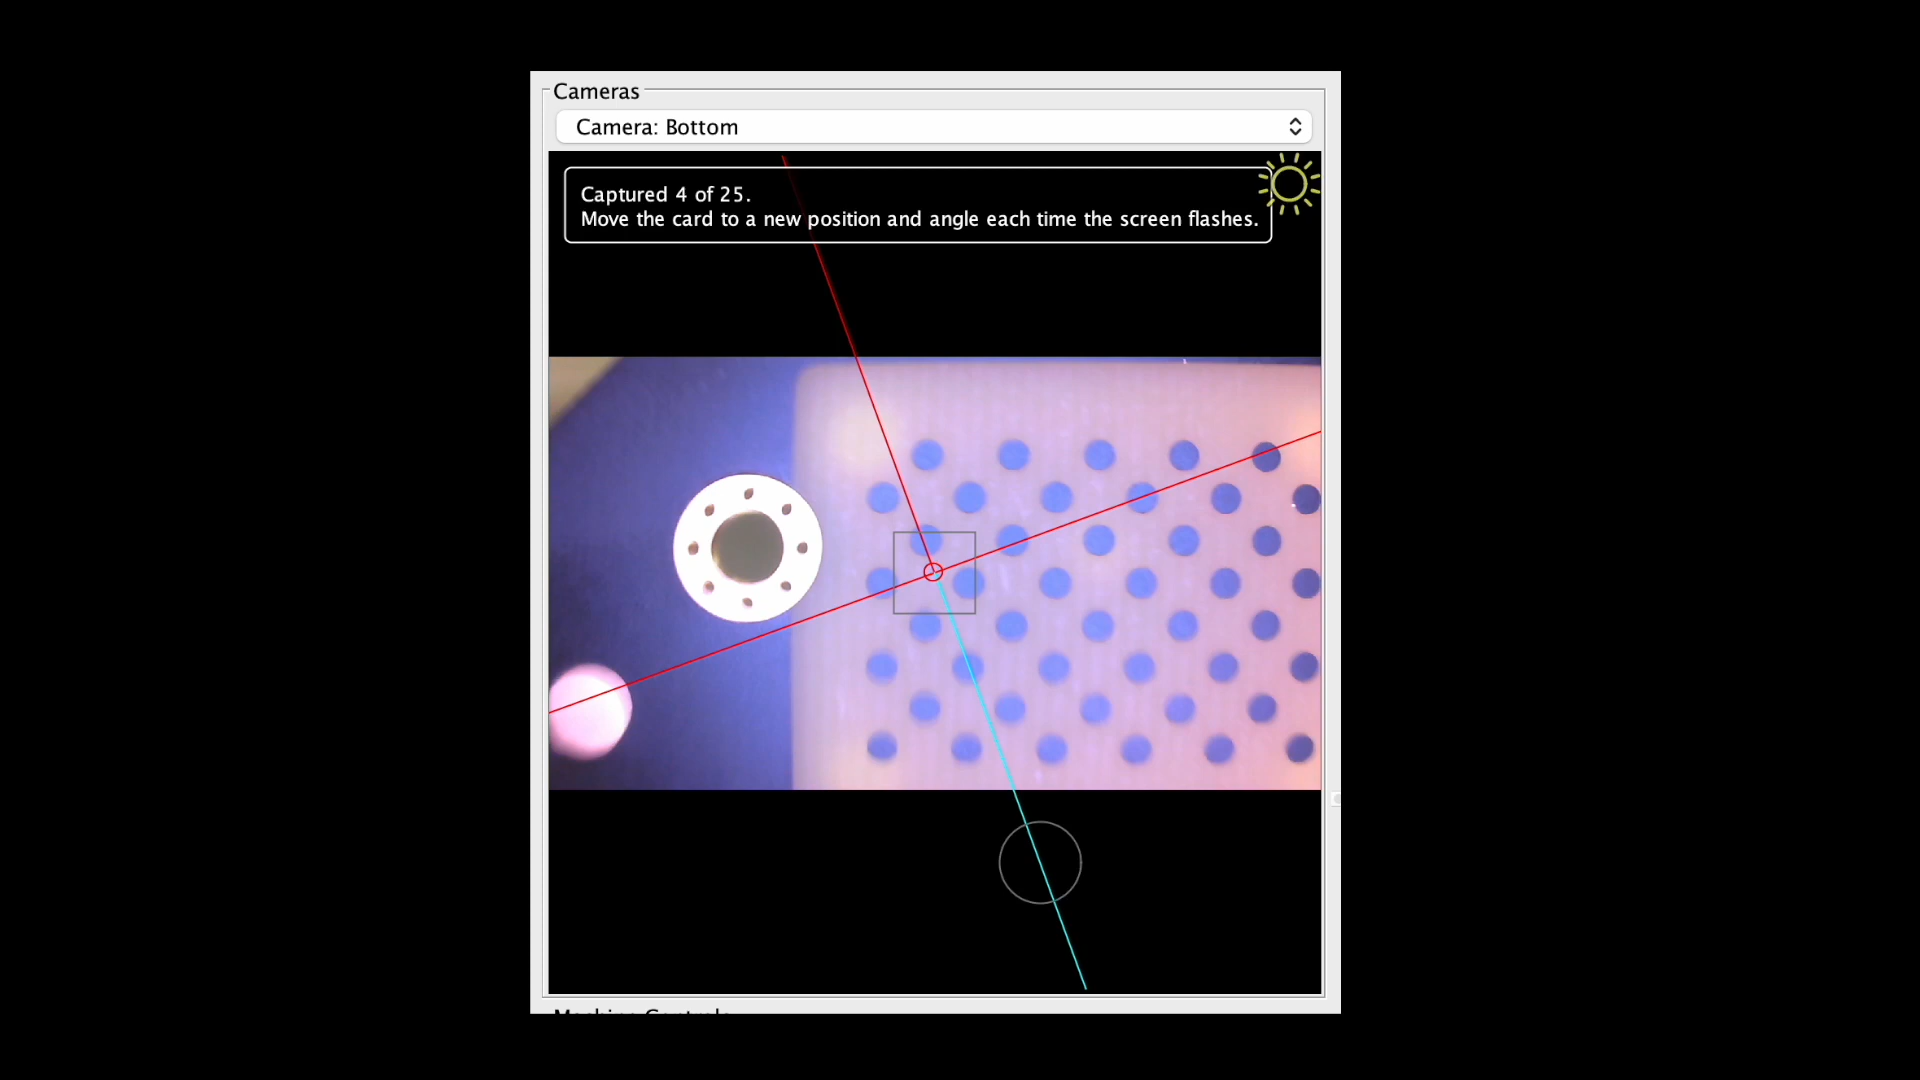 Cameras
Camera: Bottom
Captured 4 of 25.
Move the card to a new position and angle each time the screen flashes.